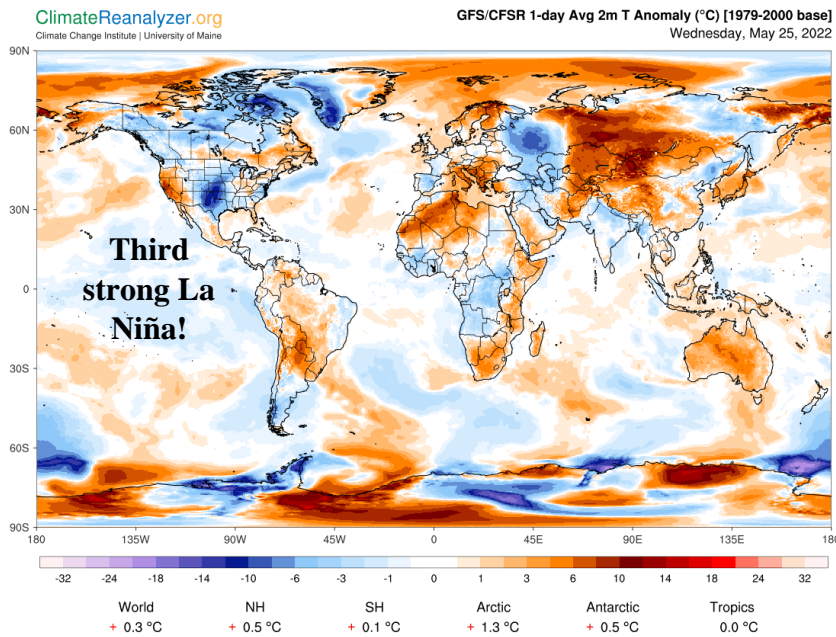 ClimateReanalyzer.org
Climate Change Institute | University of Maine
GFS/CFSR 1-day Avg 2m T Anomaly (°C) [1979-2000 base]
Wednesday, May 25, 2022
90N
60N
30N
0
30S
60S
90S
Third
strong La
Niña!
180 135W 90W 45W 0 45E 90E 135E 180
-32 -24 -18 -14 -10 -6 -3 -1 0 1 3 6 10 14 18 24 32
World NH SH Arctic Antarctic Tropics
+ 0.3 °C + 0.5 °C + 0.1 °C + 1.3 °C + 0.5 °C 0.0 °C